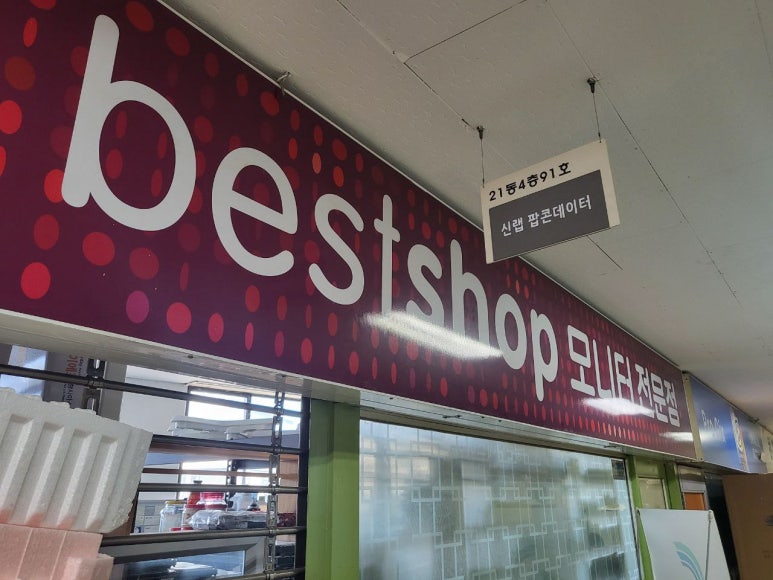 bestshop 모니터 전문점
21동4층91호
신랩 팝콘데이터